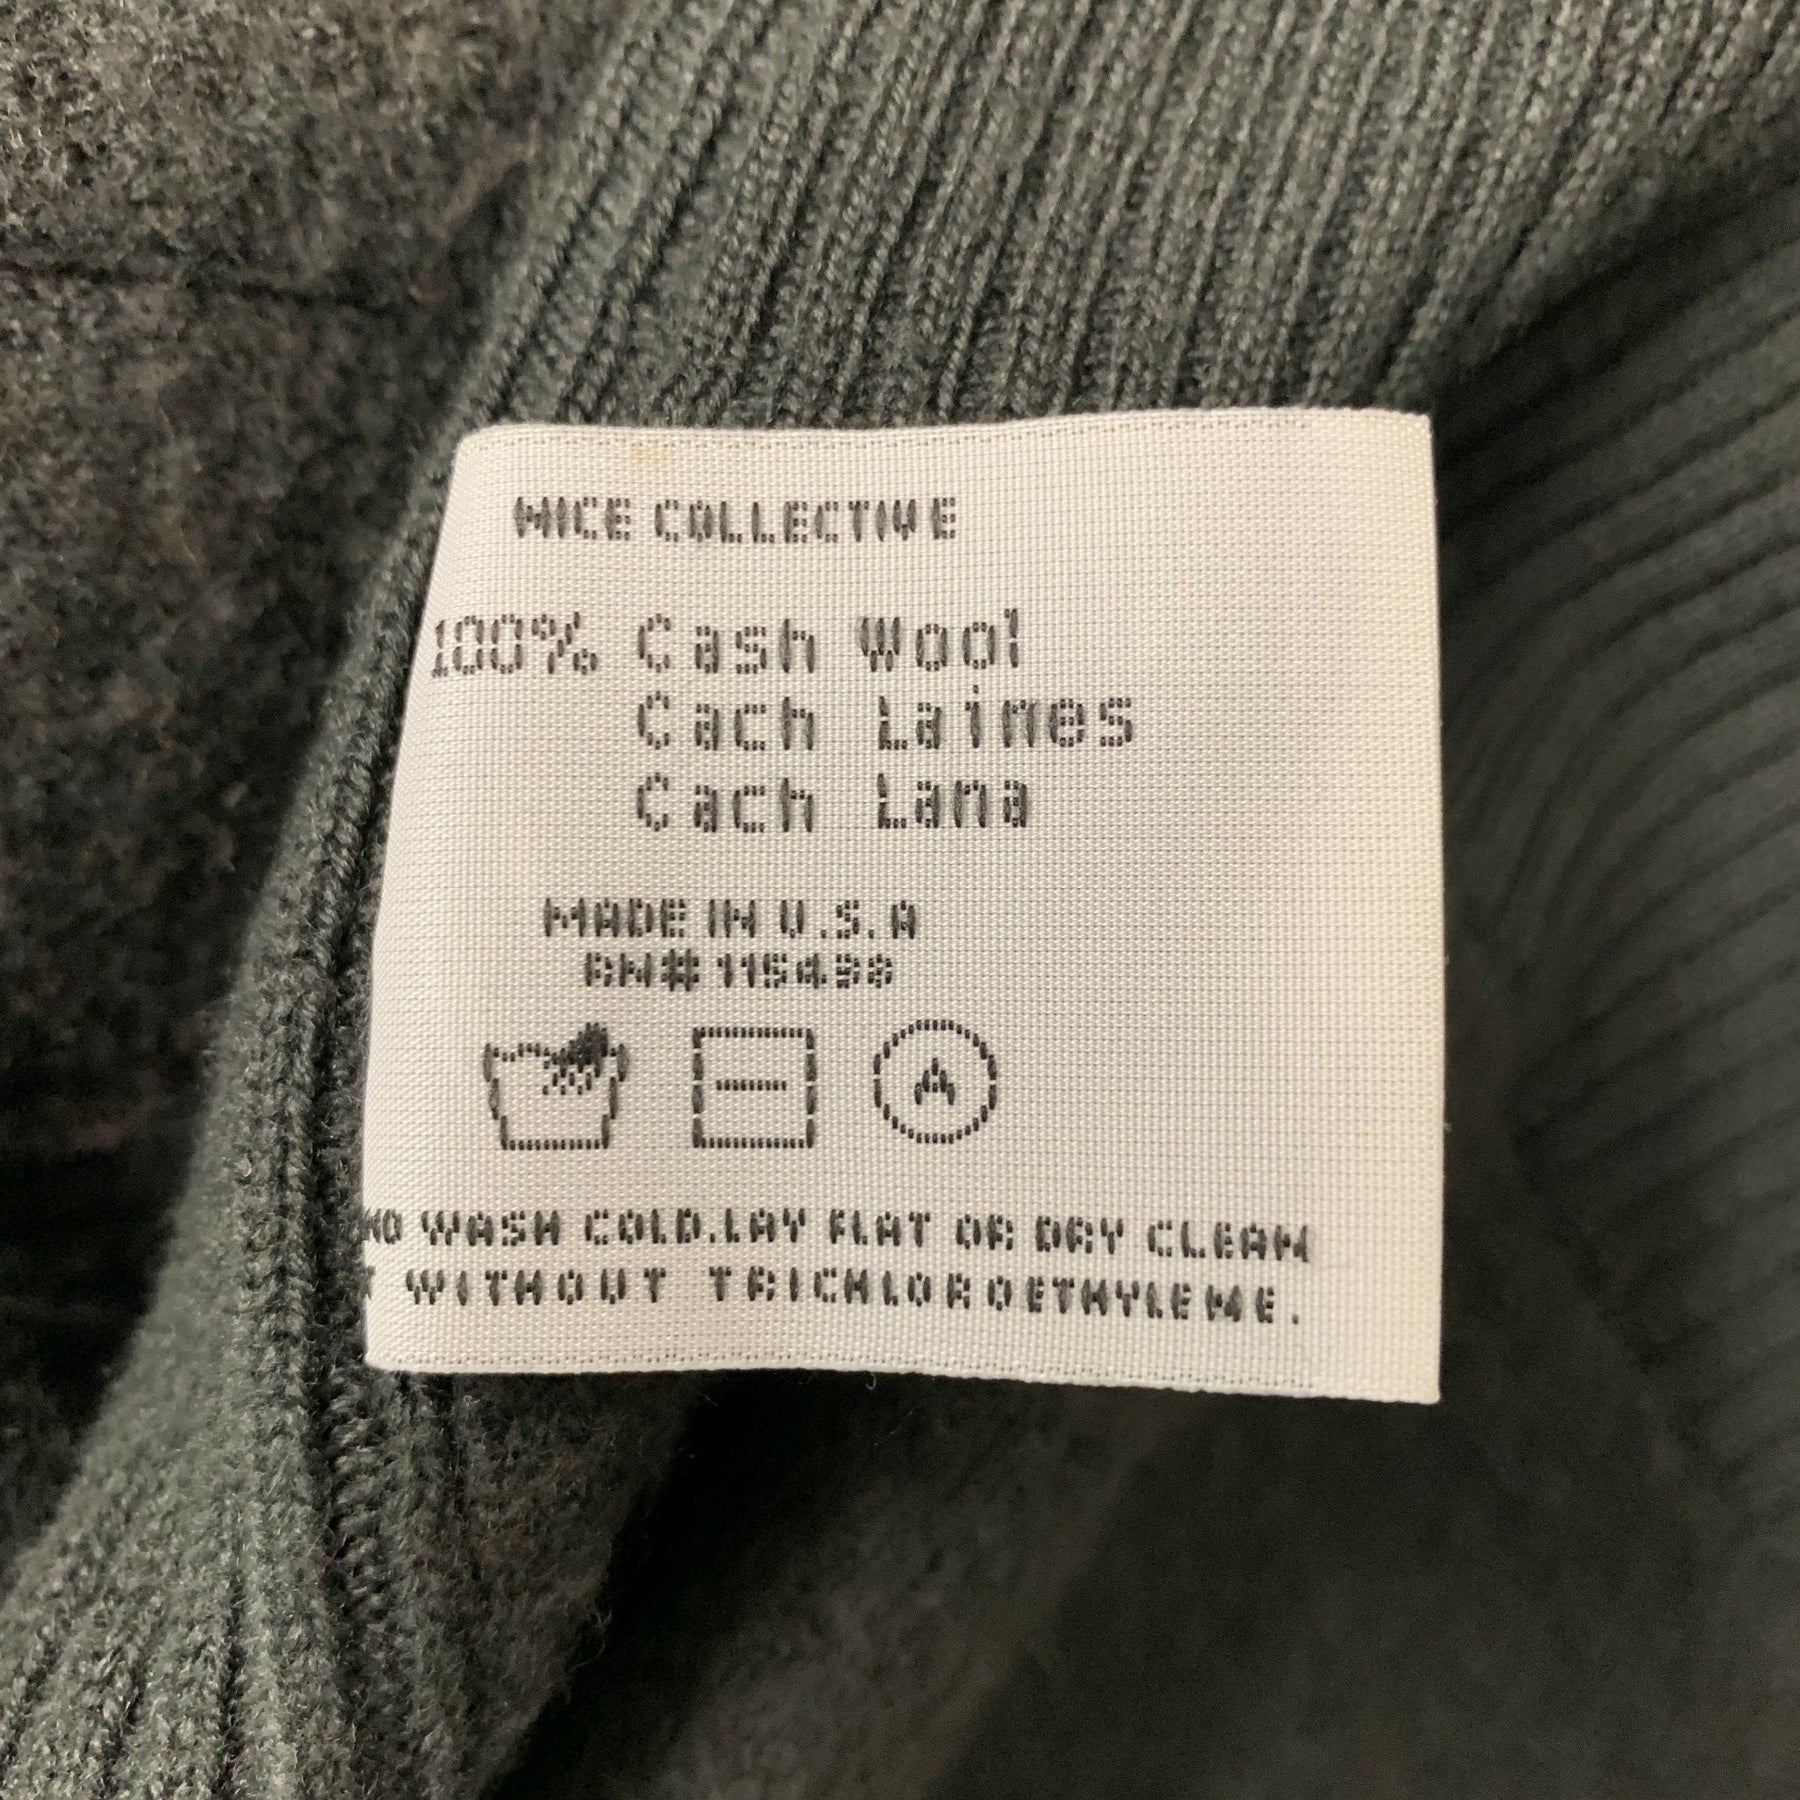 NICE COLLECTIVE
100% Cash Wool
Cach Laines
Cach Lana
MADE IN U.S.A
RN# 115498
A
WASH COLD.LAY FLAT OR DRY CLEAN
WITHOUT TRICHLOROETHYLENE.